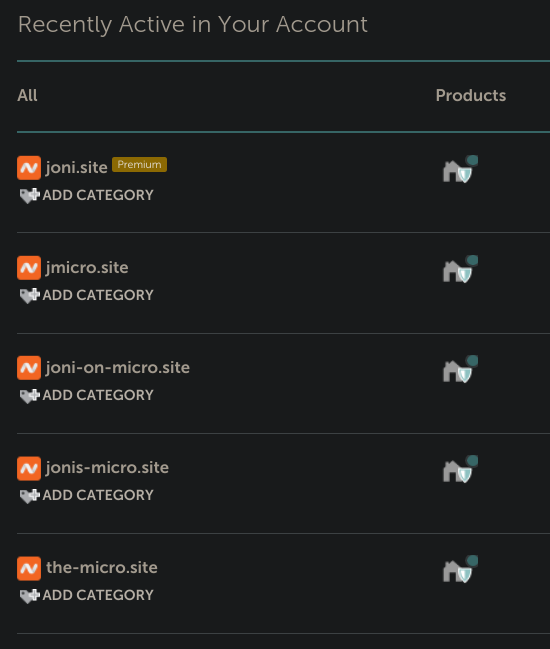 Recently Active in Your Account
All Products
joni.site Premium
ADD CATEGORY
jmicro.site
ADD CATEGORY
joni-on-micro.site
ADD CATEGORY
jonis-micro.site
ADD CATEGORY
the-micro.site
ADD CATEGORY